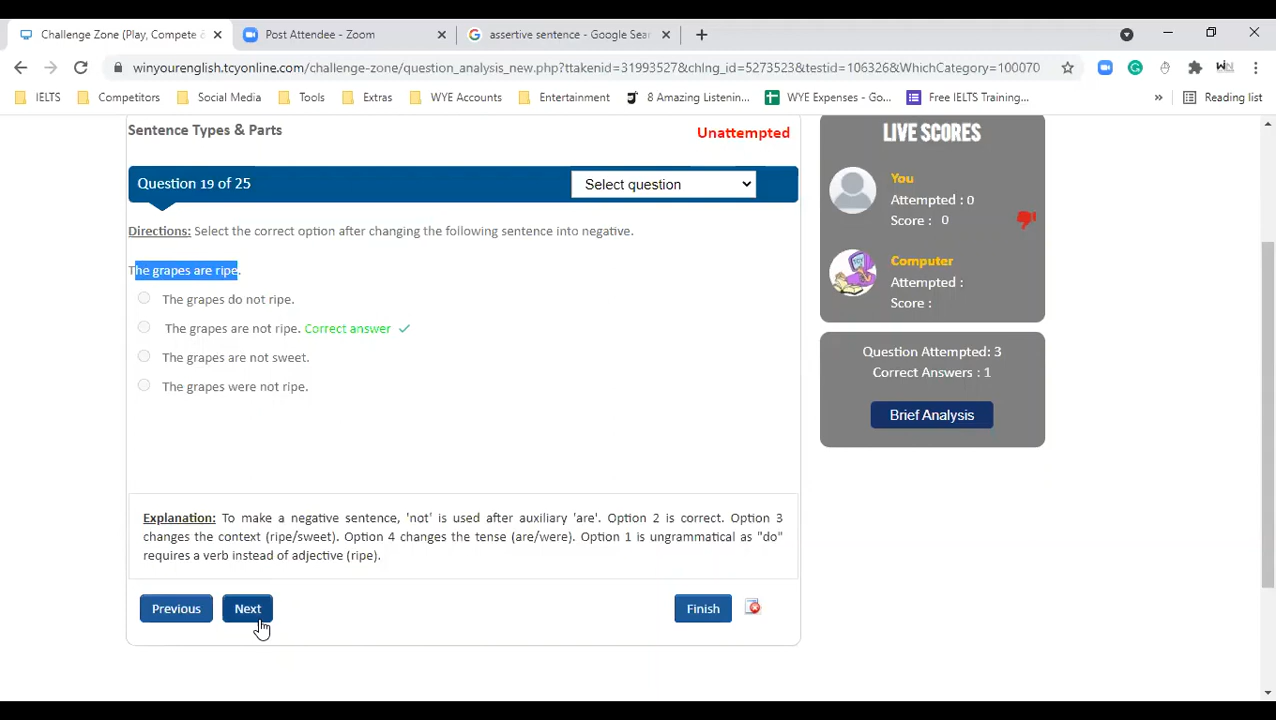 Challenge Zone (Play, Compete &
Post Attendee - Zoom
assertive sentence - Google Sea
winyourenglish.tcyonline.com/challenge-zone/question_analysis_new.php?ttakenid=31993527&chlng_id=5273523&testid=106326&WhichCategory=100070
IELTS
Competitors
Social Media
Tools
Extras
WYE Accounts
Entertainment
8 Amazing Listenin...
WYE Expenses - Go...
Free IELTS Training...
»
Reading list
Sentence Types & Parts
Unattempted
Question 19 of 25
Select question
Directions: Select the correct option after changing the following sentence into negative.
The grapes are ripe.
The grapes do not ripe.
The grapes are not ripe. Correct answer ✓
The grapes are not sweet.
The grapes were not ripe.
Explanation: To make a negative sentence, 'not' is used after auxiliary 'are'. Option 2 is correct. Option 3
changes the context (ripe/sweet). Option 4 changes the tense (are/were). Option 1 is ungrammatical as "do"
requires a verb instead of adjective (ripe).
Previous
Next
Finish
LIVE SCORES
You
Attempted : 0
Score : 0
Computer
Attempted :
Score :
Question Attempted: 3
Correct Answers : 1
Brief Analysis